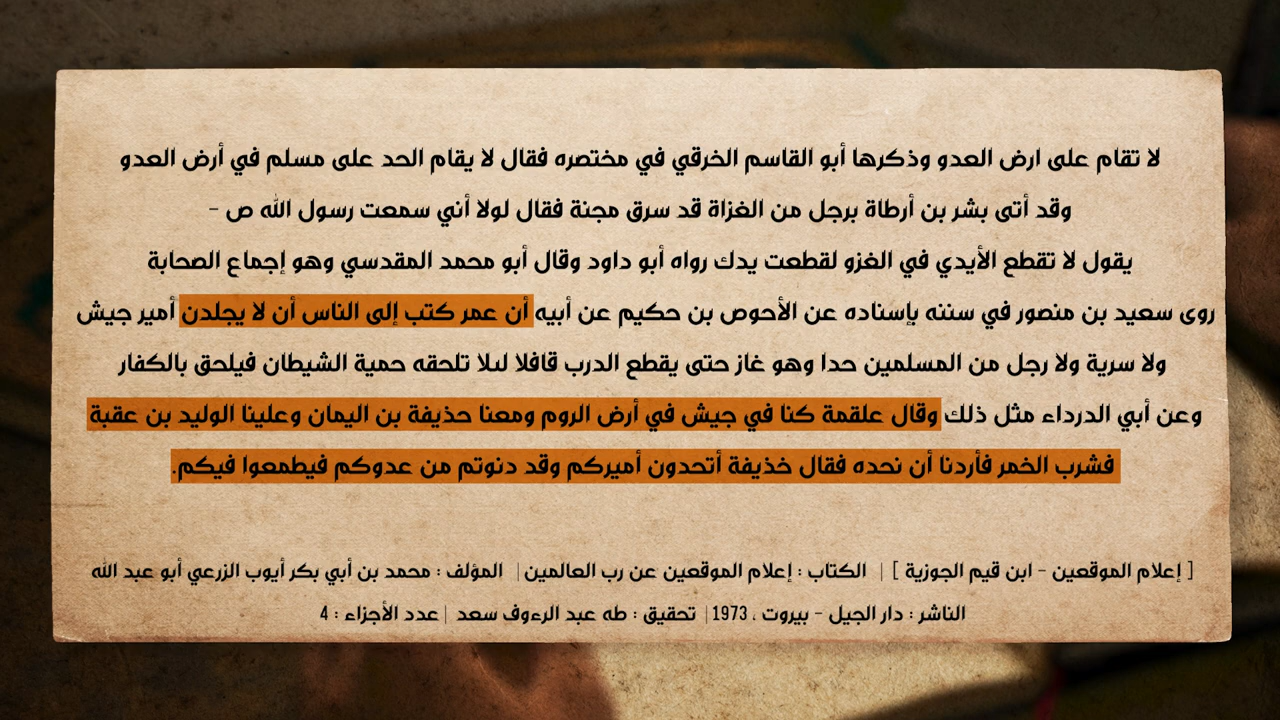 لا تقام على ارض العدو وذكرها أبو القاسم الخرقي في مختصره فقال لا يقام الحد على مسلم في أرض العدو
وقد أتى بشر بن أرطاة برجل من الغزاة قد سرق مجنة فقال لولا أني سمعت رسول الله ص -
يقول لا تقطع الأيدي في الغزو لقطعت يدك رواه أبو داود وقال أبو محمد المقدسي وهو إجماع الصحابة
روى سعيد بن منصور في سننه بإسناده عن الأحوص بن حكيم عن أبيه أن عمر كتب إلى الناس أن لا يجلدن أمير جيش
ولا سرية ولا رجل من المسلمين حدا وهو غاز حتى يقطع الدرب قافلا لىلا تلحقه حمية الشيطان فيلحق بالكفار
وعن أبي الدرداء مثل ذلك وقال علقمة كنا في جيش في أرض الروم ومعنا حذيفة بن اليمان وعلينا الوليد بن عقبة
فشرب الخمر فأردنا أن نحده فقال خذيفة أتحدون أميركم وقد دنوتم من عدوكم فيطمعوا فيكم.
[ إعلام الموقعين - ابن قيم الجوزية ] | الكتاب : إعلام الموقعين عن رب العالمين | المؤلف : محمد بن أبي بكر أيوب الزرعي أبو عبد الله
الناشر : دار الجيل - بيروت ، 1973 | تحقيق : طه عبد الرءوف سعد | عدد الأجزاء : 4